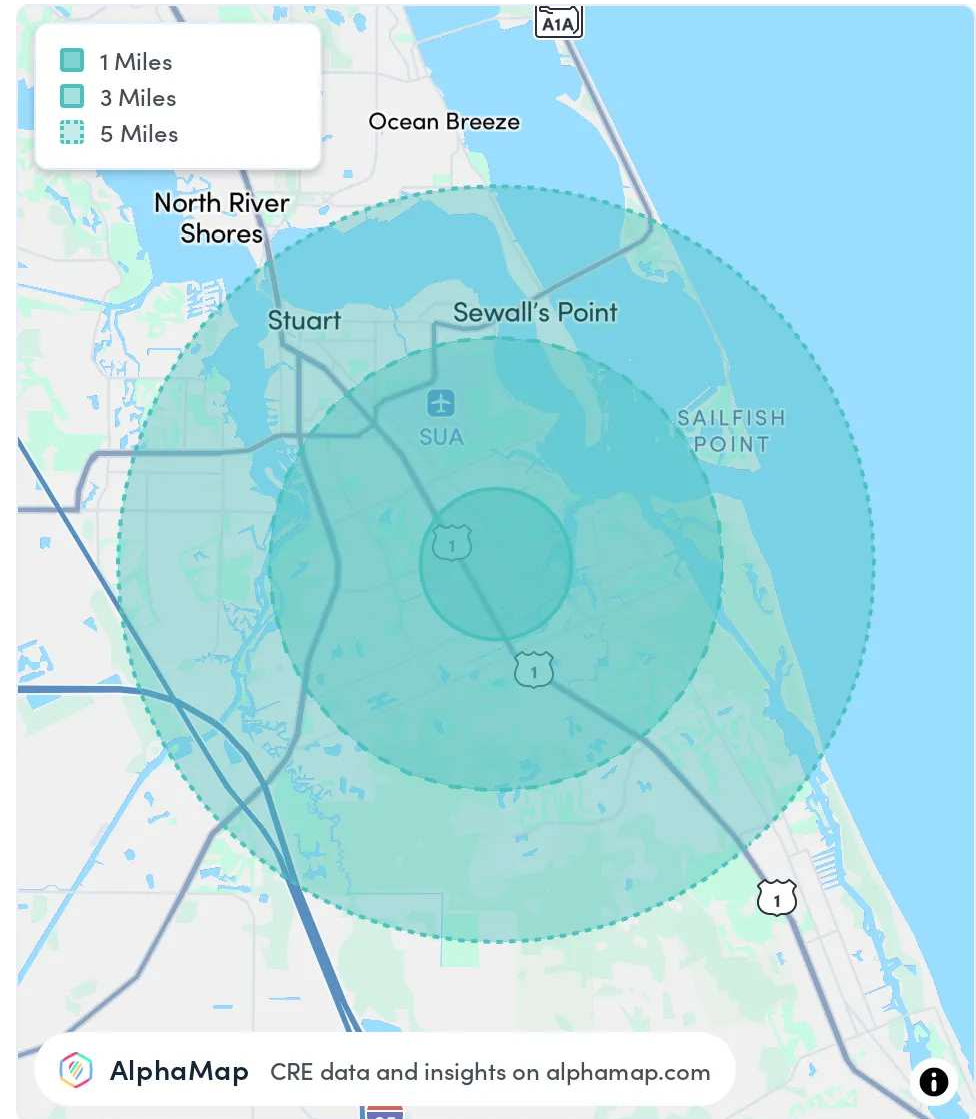 A1A
1 Miles
3 Miles
5 Miles
Ocean Breeze
North River
Shores
Stuart
Sewall's Point
SAILFISH
POINT
SUA
1
1
1
AlphaMap
CRE data and insights on alphamap.com